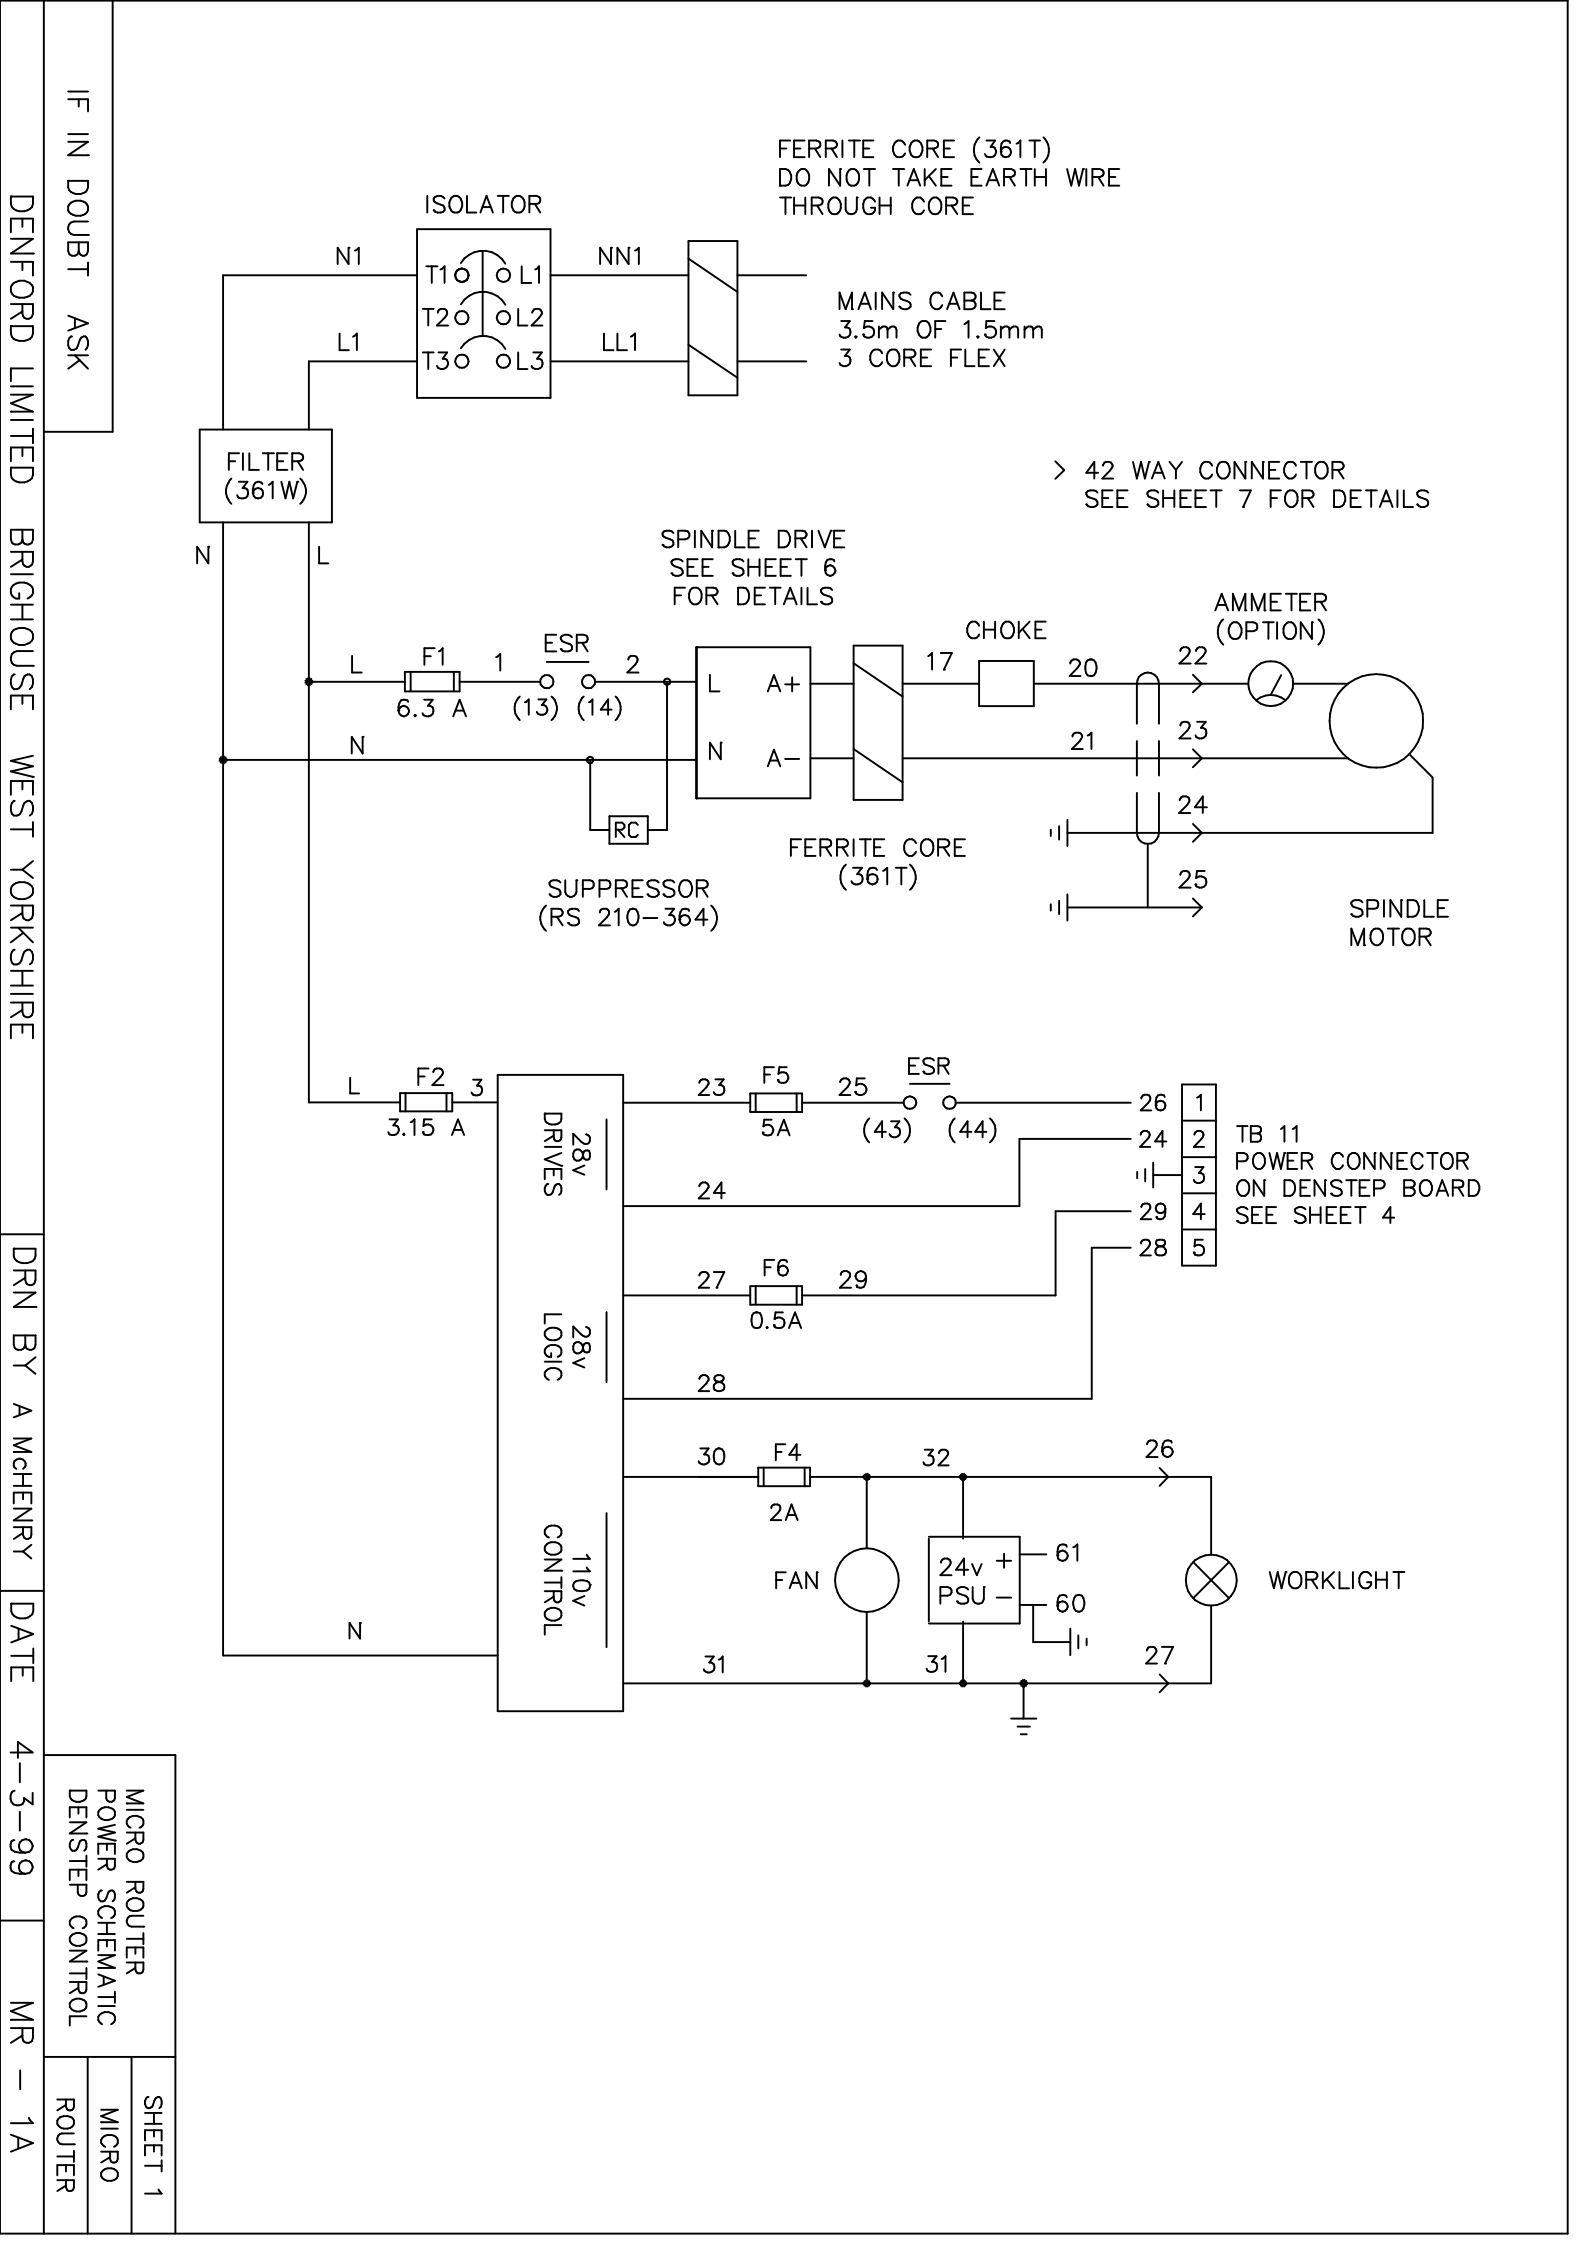 FERRITE CORE (361T)
DO NOT TAKE EARTH WIRE
THROUGH CORE
ISOLATOR
N1
T1
L1
NN1
T2
L2
MAINS CABLE
3.5m OF 1.5mm
3 CORE FLEX
L1
T3
L3
LL1
FILTER
(361W)
> 42 WAY CONNECTOR
SEE SHEET 7 FOR DETAILS
N
L
SPINDLE DRIVE
SEE SHEET 6
FOR DETAILS
AMMETER
(OPTION)
CHOKE
L
F1
6.3 A
1
ESR
(13) (14)
2
L
A+
N
A-
17
20
22
N
21
23
RC
24
FERRITE CORE
(361T)
SUPPRESSOR
(RS 210-364)
25
SPINDLE
MOTOR
L
F2
3.15 A
3
28v
DRIVES
23
F5
5A
25
ESR
(43) (44)
26 1
24 2
3
29 4
28 5
TB 11
POWER CONNECTOR
ON DENSTEP BOARD
SEE SHEET 4
24
28v
LOGIC
27
F6
0.5A
29
28
110v
CONTROL
30
F4
2A
32
26
FAN
24v +
PSU -
61
60
WORKLIGHT
N
31
31
27
IF IN DOUBT ASK
DENFORD LIMITED BRIGHOUSE WEST YORKSHIRE
DRN BY A McHENRY
DATE 4-3-99
MR - 1A
MICRO ROUTER
POWER SCHEMATIC
DENSTEP CONTROL
SHEET 1
MICRO
ROUTER